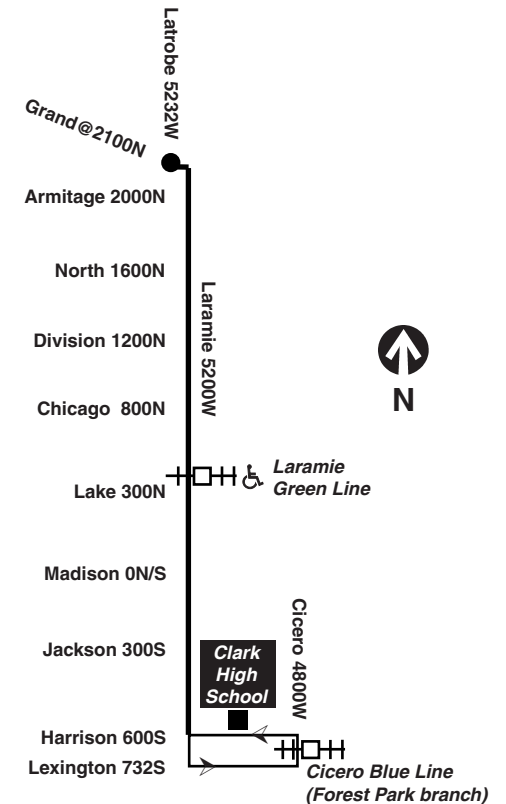 Latrobe 5232W
Grand@2100N
Armitage 2000N
North 1600N
Laramie 5200W
Division 1200N
Chicago 800N
N
Laramie
Green Line
Lake 300N
Madison 0N/S
Cicero 4800W
Jackson 300S
Clark
High
School
Harrison 600S
Lexington 732S
Cicero Blue Line
(Forest Park branch)